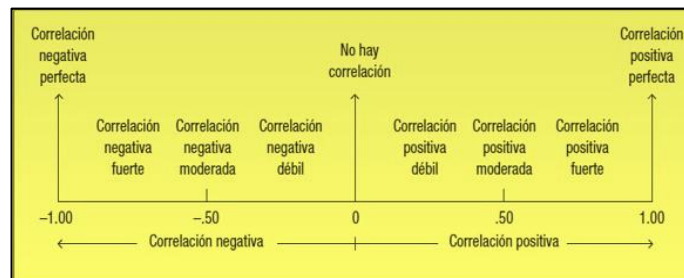 Correlación
negativa
perfecta
No hay
correlación
Correlación
positiva
perfecta
Correlación
negativa
fuerte
Correlación
negativa
moderada
Correlación
negativa
débil
Correlación
positiva
débil
Correlación
positiva
moderada
Correlación
positiva
fuerte
–1.00
–.50
0
.50
1.00
Correlación negativa
Correlación positiva